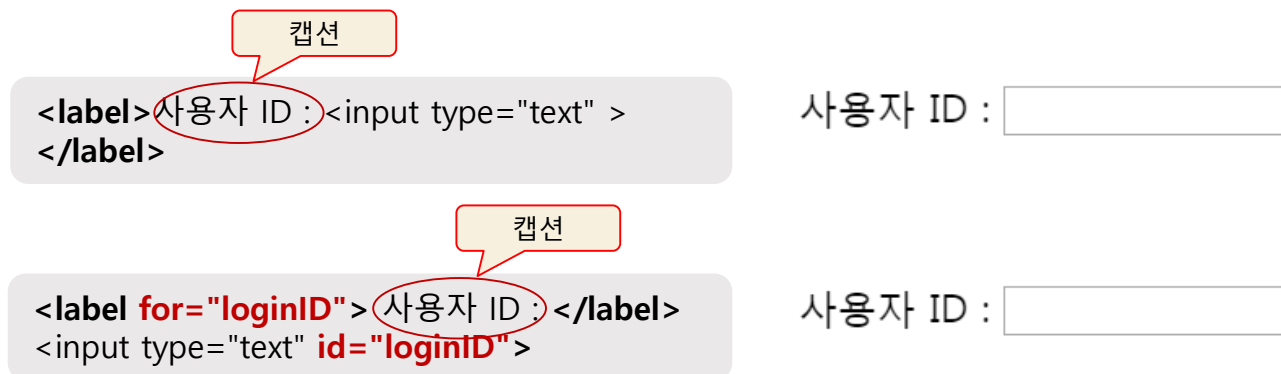 캡션
<label>사용자 ID : <input type="text" >
</label>
사용자 ID :
캡션
<label for="loginID"> 사용자 ID : </label>
<input type="text" id="loginID">
사용자 ID :